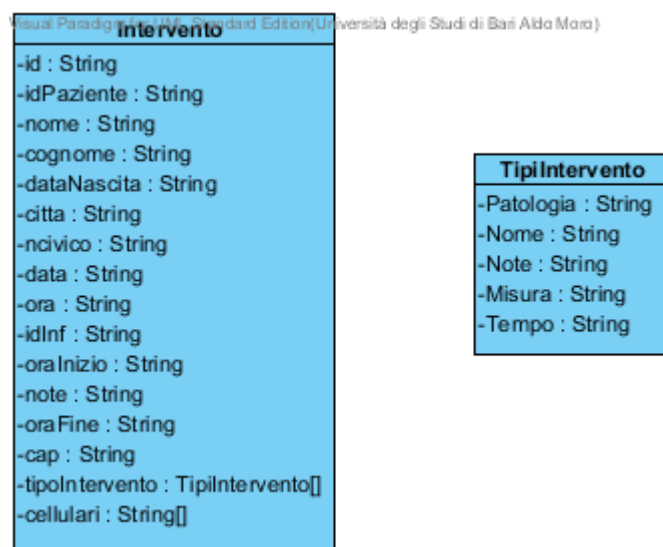 Visual Paradigm for UML Standard Edition(Università degli Studi di Bari Aldo Moro)
Intervento
-id : String
-idPaziente : String
-nome : String
-cognome : String
-dataNascita : String
-citta : String
-ncivico : String
-data : String
-ora : String
-idInf : String
-oraInizio : String
-note : String
-oraFine : String
-cap : String
-tipoIntervento : TipiIntervento[]
-cellulari : String[]
TipiIntervento
-Patologia : String
-Nome : String
-Note : String
-Misura : String
-Tempo : String